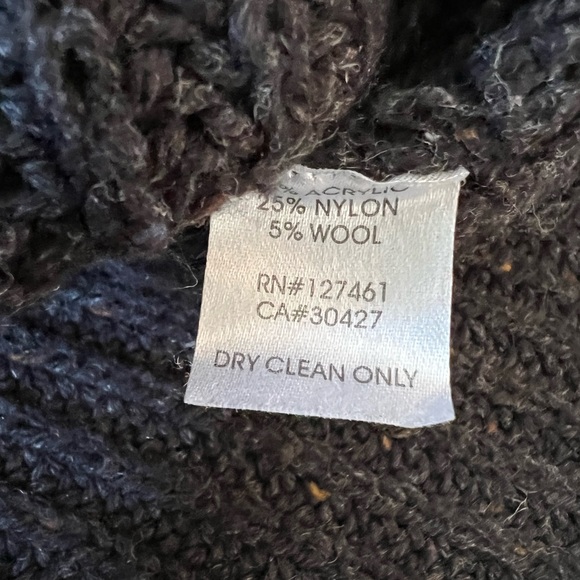 % ACRYLIC
25% NYLON
5% WOOL
RN#127461
CA#30427
DRY CLEAN ONLY